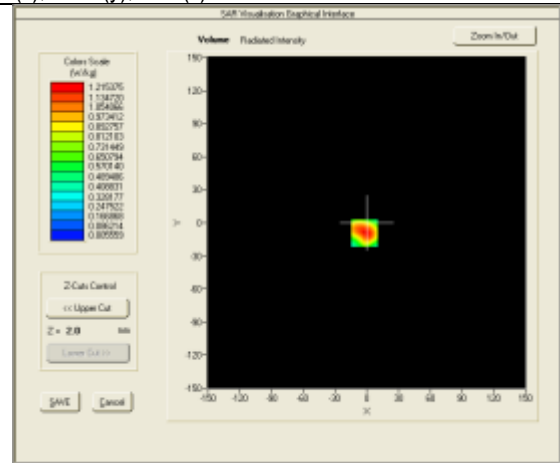 SAR Visualisation Graphical Interface
Volume Radiated Intensity
Zoom In/Out
Colors Scale
(W/Kg)
1.215375
1.134720
1.054066
0.973412
0.892757
0.812103
0.731449
0.650794
0.570140
0.489486
0.408831
0.328177
0.247522
0.166868
0.086214
0.005559
150
120
90
60
30
0
-30
-60
-90
-120
-150
Y
Z-Cuts Control
<< Upper Cut
Z = 2.0 mm
Lower Cut >>
SAVE
Cancel
-150 -120 -90 -60 -30 0 30 60 90 120 150
X